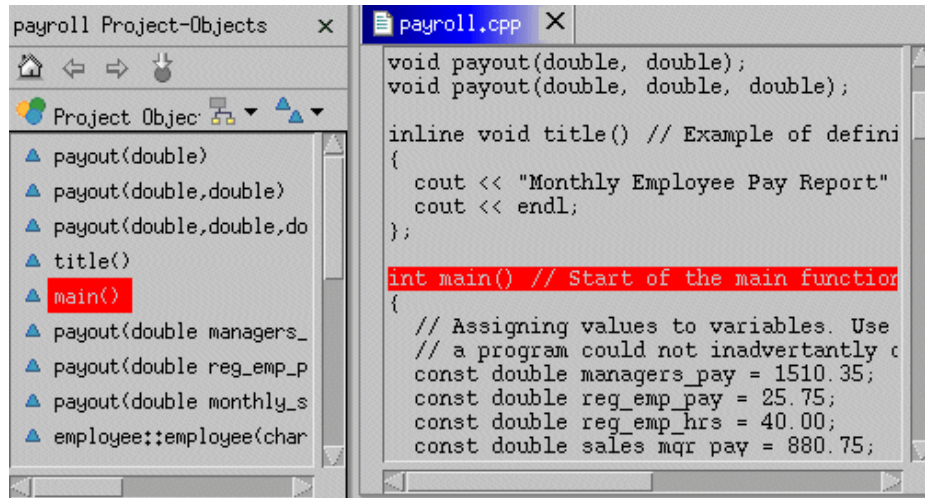 payroll Project-Objects
Project Objec
payout(double)
payout(double,double)
payout(double,double,do
title()
main()
payout(double managers_
payout(double reg_emp_p
payout(double monthly_s
employee::employee(char
payroll.cpp
void payout(double, double);
void payout(double, double, double);
inline void title() // Example of defini
{
cout << "Monthly Employee Pay Report"
cout << endl;
};
int main() // Start of the main function
{
// Assigning values to variables. Use
// a program could not inadvertantly c
const double managers_pay = 1510.35;
const double reg_emp_pay = 25.75;
const double reg_emp_hrs = 40.00;
const double sales_mgr_pay = 880.75;